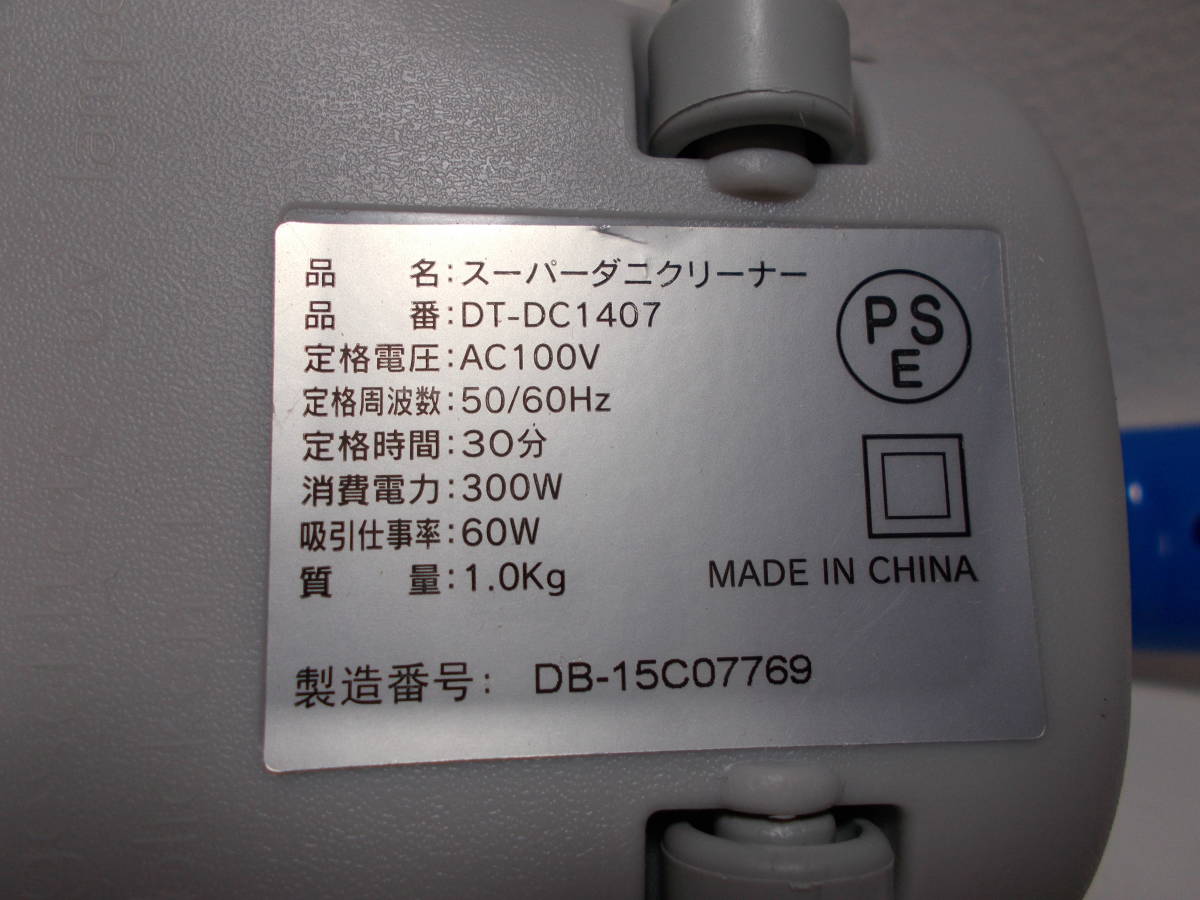 品　　名：スーパーダニクリーナー
品　　番：DT-DC1407
定格電圧：AC100V
定格周波数：50/60Hz
定格時間：30分
消費電力：300W
吸引仕事率：60W
質　　量：1.0Kg
PSE
MADE IN CHINA
製造番号： DB-15C07769